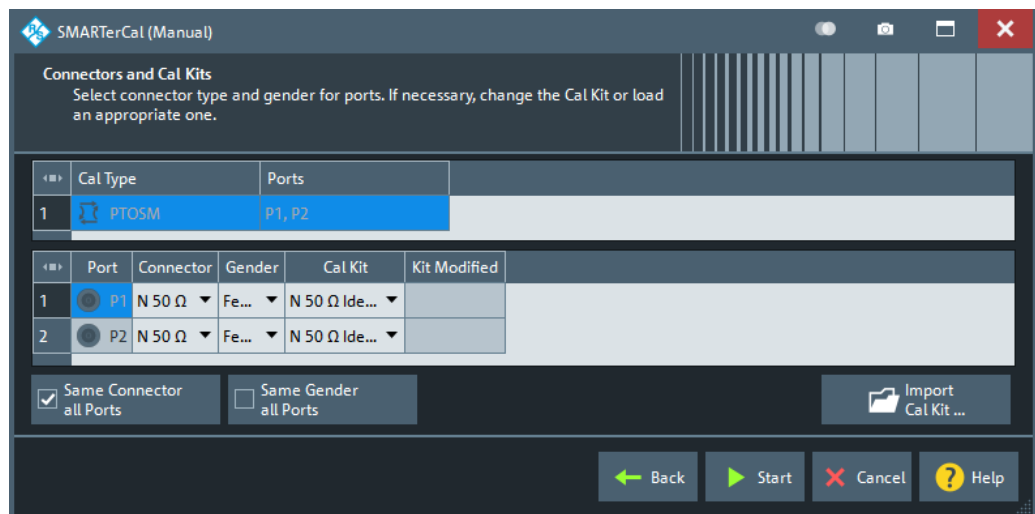 SMARTerCal (Manual)
Connectors and Cal Kits
Select connector type and gender for ports. If necessary, change the Cal Kit or load
an appropriate one.
Cal Type Ports
1 PTOSM P1, P2
Port Connector Gender Cal Kit Kit Modified
1 P1 N 50 Ω Fe... N 50 Ω Ide...
2 P2 N 50 Ω Fe... N 50 Ω Ide...
Same Connector
all Ports
Same Gender
all Ports
Import
Cal Kit ...
Back Start Cancel ? Help